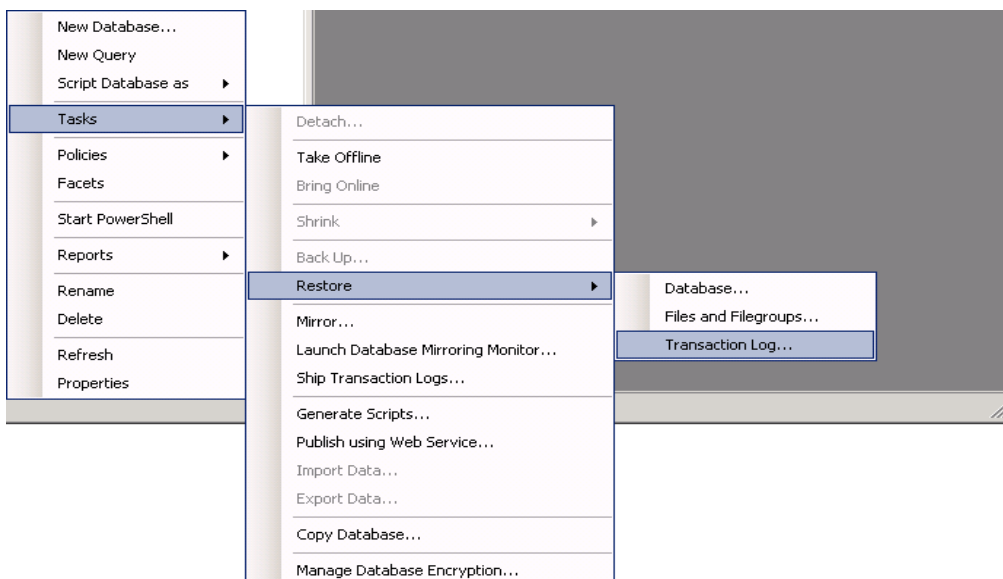 New Database...
New Query
Script Database as
Tasks
Policies
Facets
Start PowerShell
Reports
Rename
Delete
Refresh
Properties
Detach...
Take Offline
Bring Online
Shrink
Back Up...
Restore
Mirror...
Launch Database Mirroring Monitor...
Ship Transaction Logs...
Generate Scripts...
Publish using Web Service...
Import Data...
Export Data...
Copy Database...
Manage Database Encryption...
Database...
Files and Filegroups...
Transaction Log...